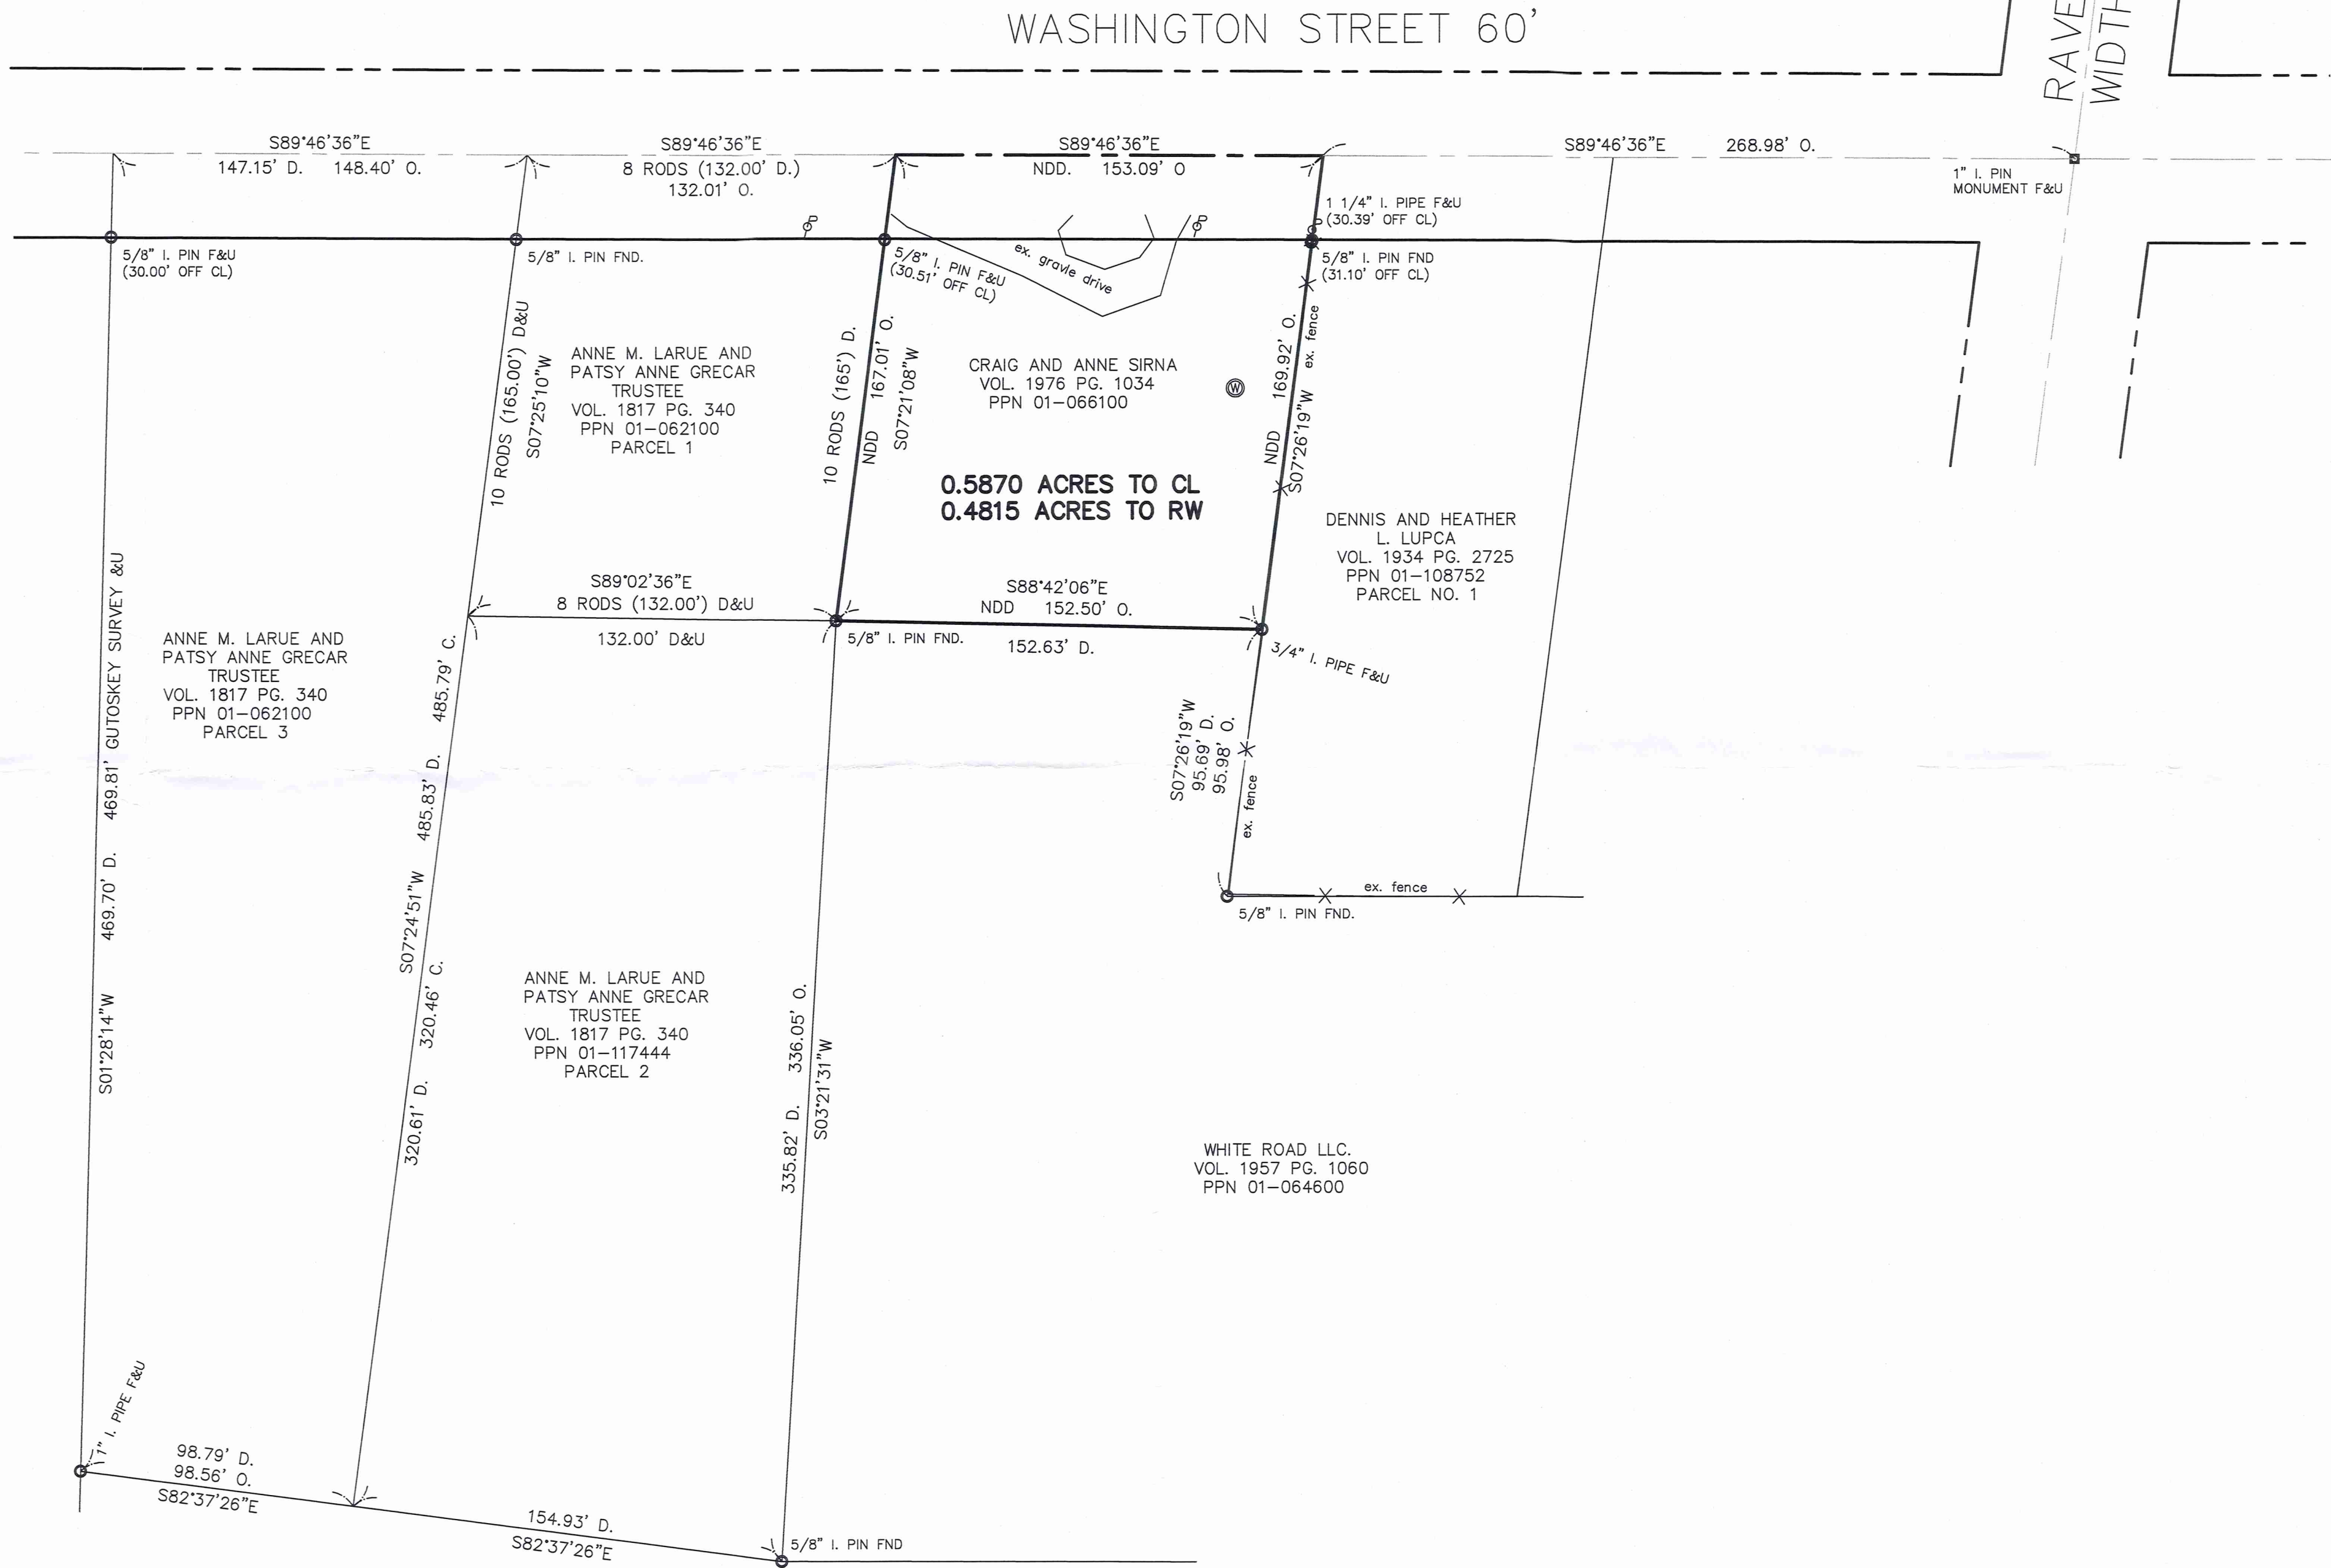 WASHINGTON STREET 60'
RAVE
WIDTH
S89°46'36"E
147.15' D. 148.40' O.
S89°46'36"E
8 RODS (132.00' D.)
132.01' O.
S89°46'36"E
NDD. 153.09' O
S89°46'36"E 268.98' O.
1" I. PIN
MONUMENT F&U
1 1/4" I. PIPE F&U
(30.39' OFF CL)
5/8" I. PIN F&U
(30.00' OFF CL)
5/8" I. PIN FND.
5/8" I. PIN F&U
(30.51' OFF CL)
ex. gravle drive
5/8" I. PIN FND
(31.10' OFF CL)
10 RODS (165.00') D&U
S07°25'10"W
ANNE M. LARUE AND
PATSY ANNE GRECAR
TRUSTEE
VOL. 1817 PG. 340
PPN 01-062100
PARCEL 1
10 RODS (165') D.
NDD 167.01' O.
S07°21'08"W
CRAIG AND ANNE SIRNA
VOL. 1976 PG. 1034
PPN 01-066100
W
NDD 169.92' O.
S07°26'19"W ex. fence
0.5870 ACRES TO CL
0.4815 ACRES TO RW
DENNIS AND HEATHER
L. LUPCA
VOL. 1934 PG. 2725
PPN 01-108752
PARCEL NO. 1
S89°02'36"E
8 RODS (132.00') D&U
132.00' D&U
S88°42'06"E
NDD 152.50' O.
152.63' D.
5/8" I. PIN FND.
3/4" I. PIPE F&U
S01°28'14"W 469.70' D. 469.81' GUTOSKEY SURVEY &U
ANNE M. LARUE AND
PATSY ANNE GRECAR
TRUSTEE
VOL. 1817 PG. 340
PPN 01-062100
PARCEL 3
S07°24'51"W 485.83' D. 485.79' C.
320.61' D. 320.46' C.
S07°26'19"W
95.69' D.
95.98' O.
ex. fence
ex. fence
5/8" I. PIN FND.
ANNE M. LARUE AND
PATSY ANNE GRECAR
TRUSTEE
VOL. 1817 PG. 340
PPN 01-117444
PARCEL 2
335.82' D. 336.05' O.
S03°21'31"W
WHITE ROAD LLC.
VOL. 1957 PG. 1060
PPN 01-064600
1" I. PIPE F&U
98.79' D.
98.56' O.
S82°37'26"E
154.93' D.
S82°37'26"E
5/8" I. PIN FND